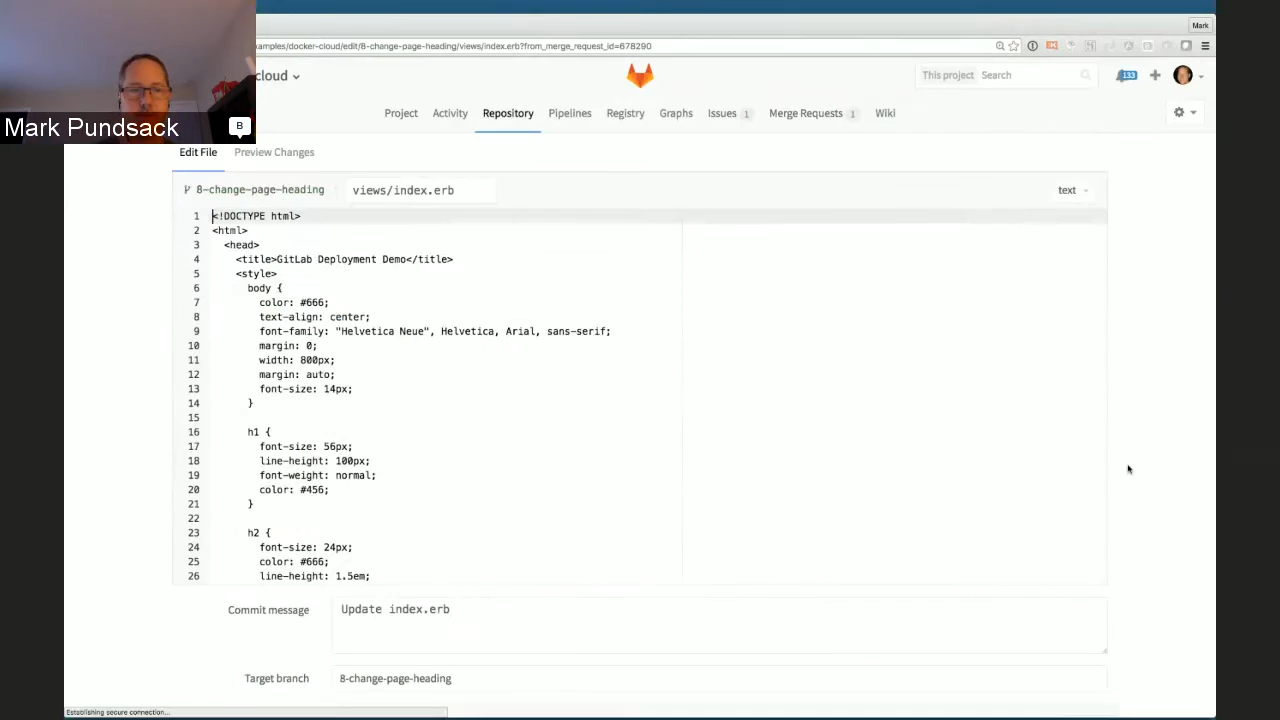 Mark
Mark Pundsack
B
examples/docker-cloud/edit/8-change-page-heading/views/index.erb?from_merge_request_id=678290
cloud
This project Search
133
Project Activity Repository Pipelines Registry Graphs Issues 1 Merge Requests 1 Wiki
Edit File Preview Changes
8-change-page-heading views/index.erb text
1 <!DOCTYPE html>
2 <html>
3 <head>
4 <title>GitLab Deployment Demo</title>
5 <style>
6 body {
7 color: #666;
8 text-align: center;
9 font-family: "Helvetica Neue", Helvetica, Arial, sans-serif;
10 margin: 0;
11 width: 800px;
12 margin: auto;
13 font-size: 14px;
14 }
15
16 h1 {
17 font-size: 56px;
18 line-height: 100px;
19 font-weight: normal;
20 color: #456;
21 }
22
23 h2 {
24 font-size: 24px;
25 color: #666;
26 line-height: 1.5em;
Commit message Update index.erb
Target branch 8-change-page-heading
Establishing secure connection...